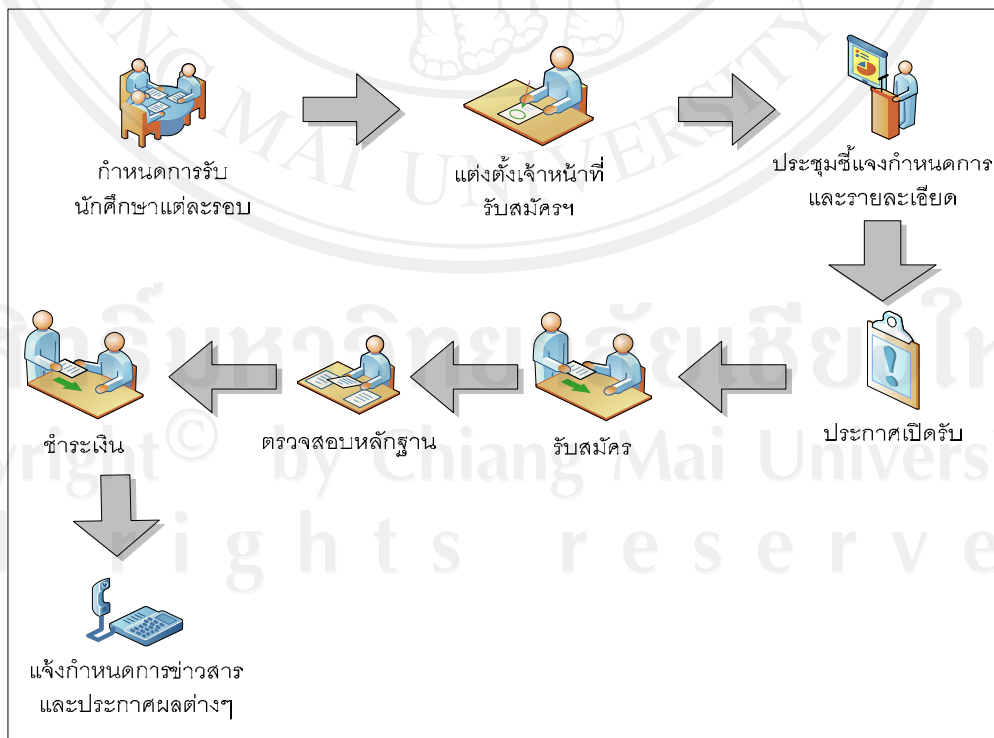 กำหนดการรับ
นักศึกษาแต่ละรอบ
แต่งตั้งเจ้าหน้าที่
รับสมัครฯ
ประชุมชี้แจงกำหนดการ
และรายละเอียด
ประกาศเปิดรับ
รับสมัคร
ตรวจสอบหลักฐาน
ชำระเงิน
แจ้งกำหนดการข่าวสาร
และประกาศผลต่างๆ
MAI UNIVERSITY
by Chiang Mai
rights reserve